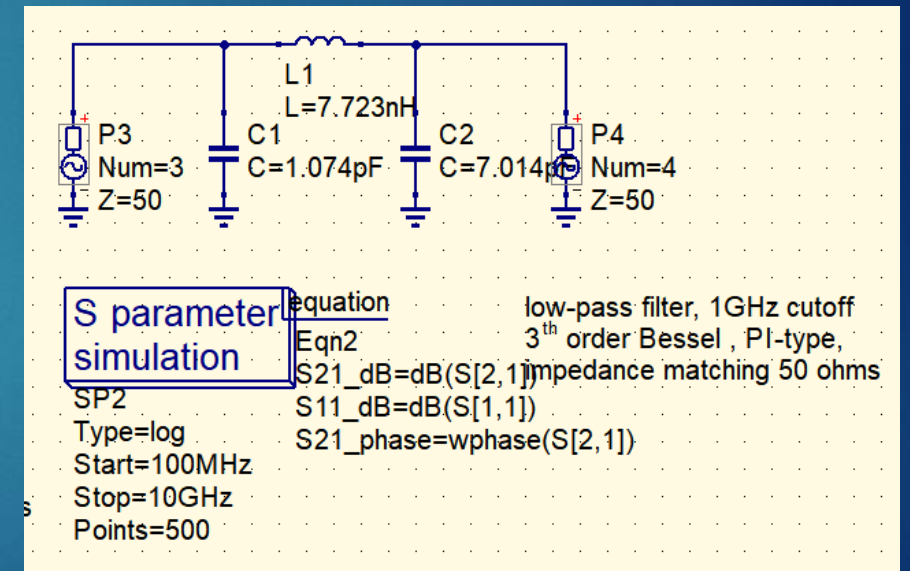 L1
L=7.723nH
P3
Num=3
Z=50
C1
C=1.074pF
C2
C=7.014pF
P4
Num=4
Z=50
S parameter
simulation
SP2
Type=log
Start=100MHz
Stop=10GHz
Points=500
equation
Eqn2
S21_dB=dB(S[2,1])
S11_dB=dB(S[1,1])
S21_phase=wphase(S[2,1])
low-pass filter, 1GHz cutoff
3th order Bessel , PI-type,
impedance matching 50 ohms
s